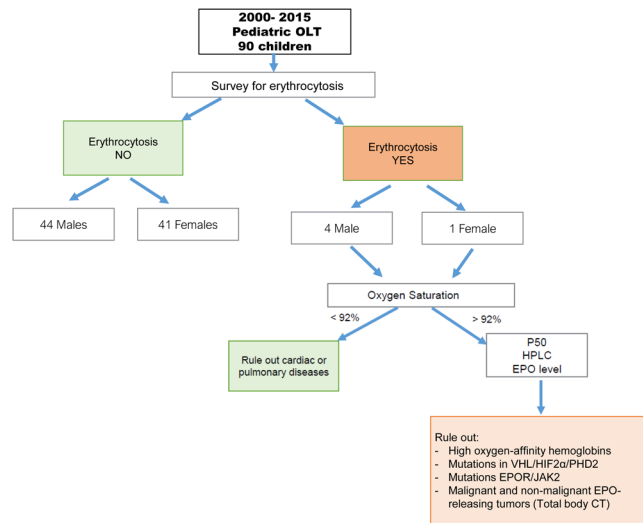 2000- 2015
Pediatric OLT
90 children
Survey for erythrocytosis
Erythrocytosis
NO
Erythrocytosis
YES
44 Males
41 Females
4 Male
1 Female
Oxygen Saturation
< 92%
> 92%
Rule out cardiac or
pulmonary diseases
P50
HPLC
EPO level
Rule out:
- High oxygen-affinity hemoglobins
- Mutations in VHL/HIF2α/PHD2
- Mutations EPOR/JAK2
- Malignant and non-malignant EPO-
releasing tumors (Total body CT)